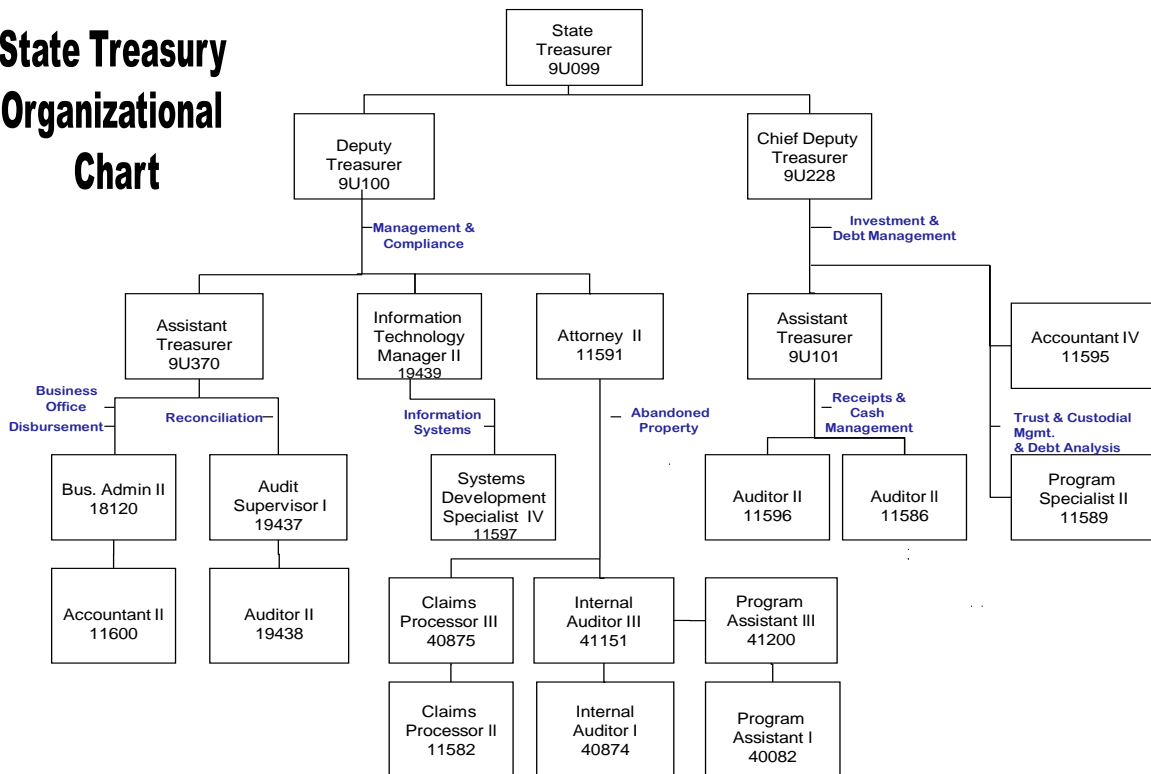 State Treasury
Organizational
Chart
State
Treasurer
9U099
Deputy
Treasurer
9U100
Chief Deputy
Treasurer
9U228
Management &
Compliance
Investment &
Debt Management
Assistant
Treasurer
9U370
Information
Technology
Manager II
19439
Attorney II
11591
Assistant
Treasurer
9U101
Accountant IV
11595
Business
Office
Disbursement
Reconciliation
Information
Systems
Abandoned
Property
Receipts &
Cash
Management
Trust & Custodial
Mgmt.
& Debt Analysis
Bus. Admin II
18120
Audit
Supervisor I
19437
Systems
Development
Specialist IV
11597
Auditor II
11596
Auditor II
11586
Program
Specialist II
11589
Accountant II
11600
Auditor II
19438
Claims
Processor III
40875
Internal
Auditor III
41151
Program
Assistant III
41200
Claims
Processor II
11582
Internal
Auditor I
40874
Program
Assistant I
40082